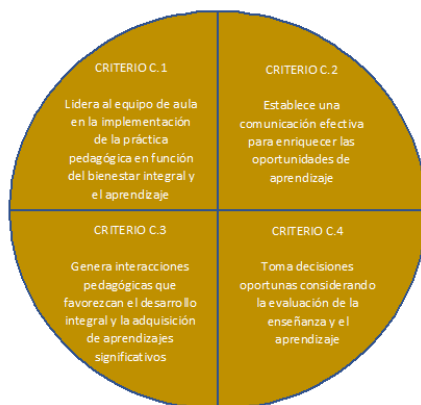 CRITERIO C.1
Lidera al equipo de aula
en la implementación
de la práctica
pedagógica en función
del bienestar integral y
el aprendizaje
CRITERIO C.2
Establece una
comunicación efectiva
para enriquecer las
oportunidades de
aprendizaje
CRITERIO C.3
Genera interacciones
pedagógicas que
favorezcan el desarrollo
integral y la adquisición
de aprendizajes
significativos
CRITERIO C.4
Toma decisiones
oportunas considerando
la evaluación de la
enseñanza y el
aprendizaje